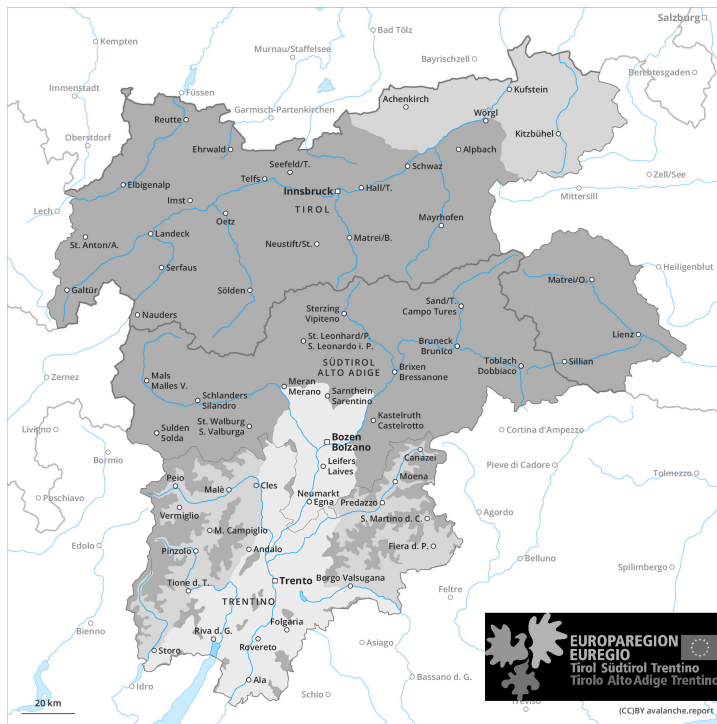 Salzburg
Kempten
Bad Tölz
Murnau/Staffelsee
Bayrischzell
Berchtesgaden
Immenstadt
Füssen
Garmisch-Partenkirchen
Achenkirch
Kufstein
Wörgl
Reutte
Oberstdorf
Ehrwald
Kitzbühel
Alpbach
Seefeld/T.
Schwaz
Telfs
Zell/See
Elbigenalp
Innsbruck
Hall/T.
Mittersill
Imst
TIROL
Lech
Oetz
Mayrhofen
St. Anton/A.
Landeck
Neustift/St.
Matrei/B.
Serfaus
Heiligenblut
Galtür
Sölden
Matrei/O.
Nauders
Sterzing
Vipiteno
Sand/T.
Campo Tures
Lienz
St. Leonhard/P.
S. Leonardo i. P.
Bruneck
Brunico
SÜDTIROL
ALTO ADIGE
Toblach
Dobbiaco
Sillian
Zernez
Mals
Malles V.
Meran
Merano
Brixen
Bressanone
Schlanders
Silandro
Sarnthein
Sarentino
Livigno
St. Walburg
S. Valburga
Kastelruth
Castelrotto
Sulden
Solda
Cortina d'Ampezzo
Bozen
Bolzano
Bormio
Canazei
Pieve di Cadore
Leifers
Laives
Tolmezzo
Peio
Moena
Poschiavo
Malè
Cles
Neumarkt
Egna
Predazzo
Vermiglio
Agordo
S. Martino d. C.
M. Campiglio
Edolo
Pinzolo
Andalo
Fiera d. P.
Belluno
Spilimbergo
Tione d. T.
Trento
Borgo Valsugana
Feltre
TRENTINO
Bienno
Folgaria
Riva d. G.
Rovereto
Asiago
Storo
Ala
Bassano d. G.
Idro
Schio
Treviso
EUROPAREGION
EUREGIO
Tirol Südtirol Trentino
Tirolo Alto Adige Trentino
20 km
(CC)BY avalanche.report